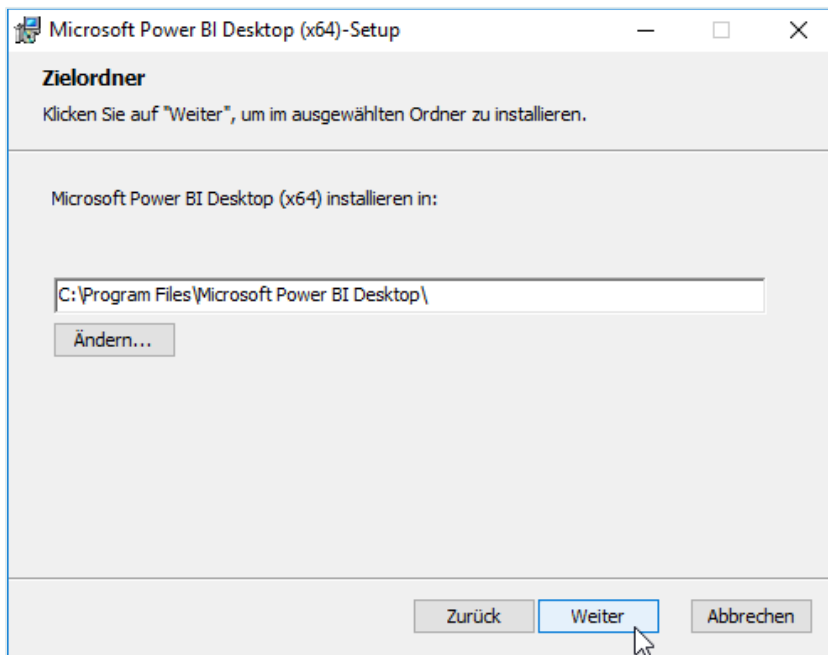 Microsoft Power BI Desktop (x64)-Setup
Zielordner
Klicken Sie auf "Weiter", um im ausgewählten Ordner zu installieren.
Microsoft Power BI Desktop (x64) installieren in:
C:\Program Files\Microsoft Power BI Desktop\
Ändern...
Zurück Weiter Abbrechen